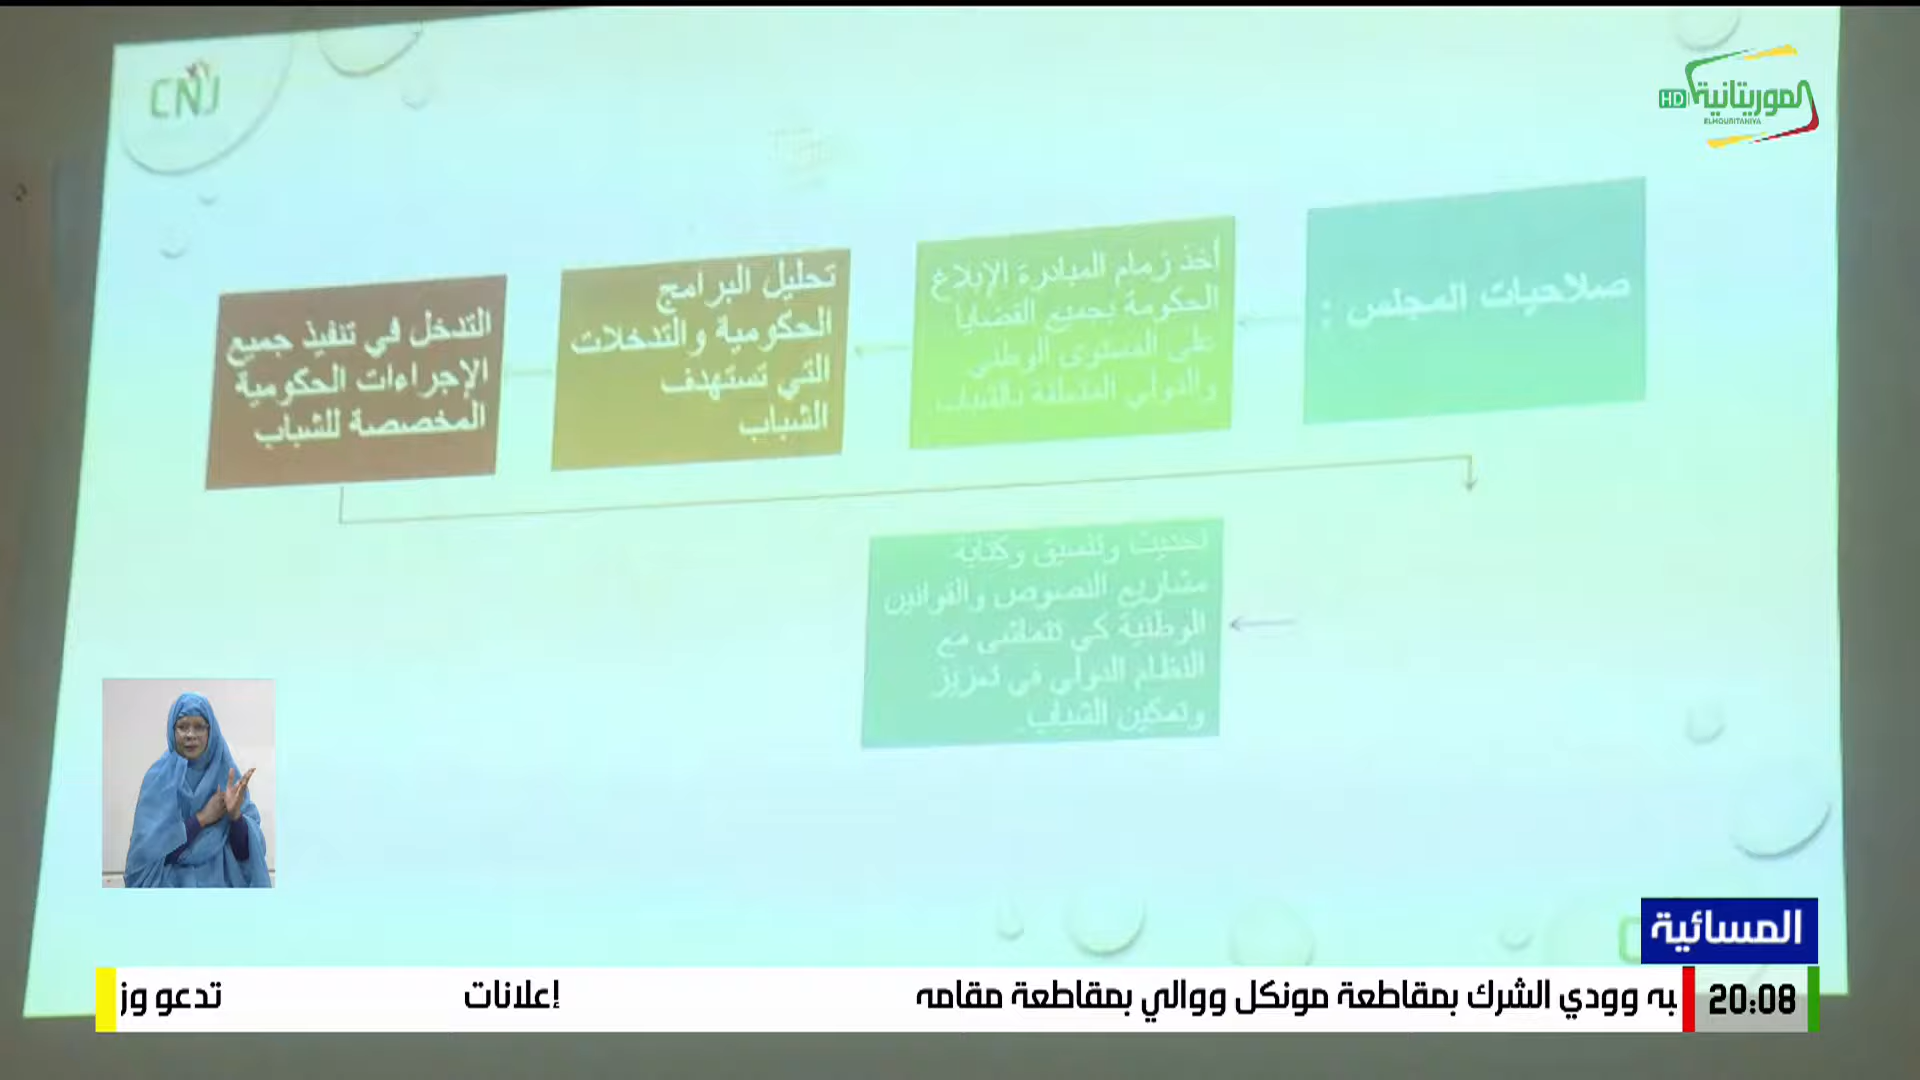 CNJ
HD الموريتانية
ELMOURITANIYA
صلاحيات المجلس :
أخذ زمام المبادرة الإبلاغ
الحكومة بجميع القضايا
على المستوى الوطني
والدولي المتعلقة بالشباب.
تحليل البرامج
الحكومية والتدخلات
التي تستهدف
الشباب
التدخل في تنفيذ جميع
الإجراءات الحكومية
المخصصة للشباب
وتنسيق وكتابة
مشاريع النصوص والقوانين
الوطنية كي تتماشى مع
النظام الدولي في تعزيز
وتمكين الشباب.
المسائية
20:08
به وودي الشرك بمقاطعة مونكل ووالي بمقاطعة مقامه
إعلانات
تدعو وز